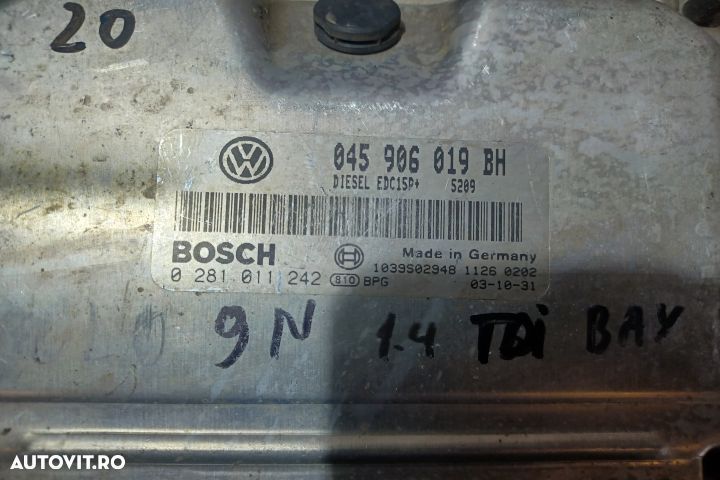 20
VW
045 906 019 BH
DIESEL EDC15P+ 5209
BOSCH Made in Germany
0 281 011 242 810 BPG 1039S02948 1126 0202
03-10-31
9N 1.4 TDi BAY
AUTOVIT.RO